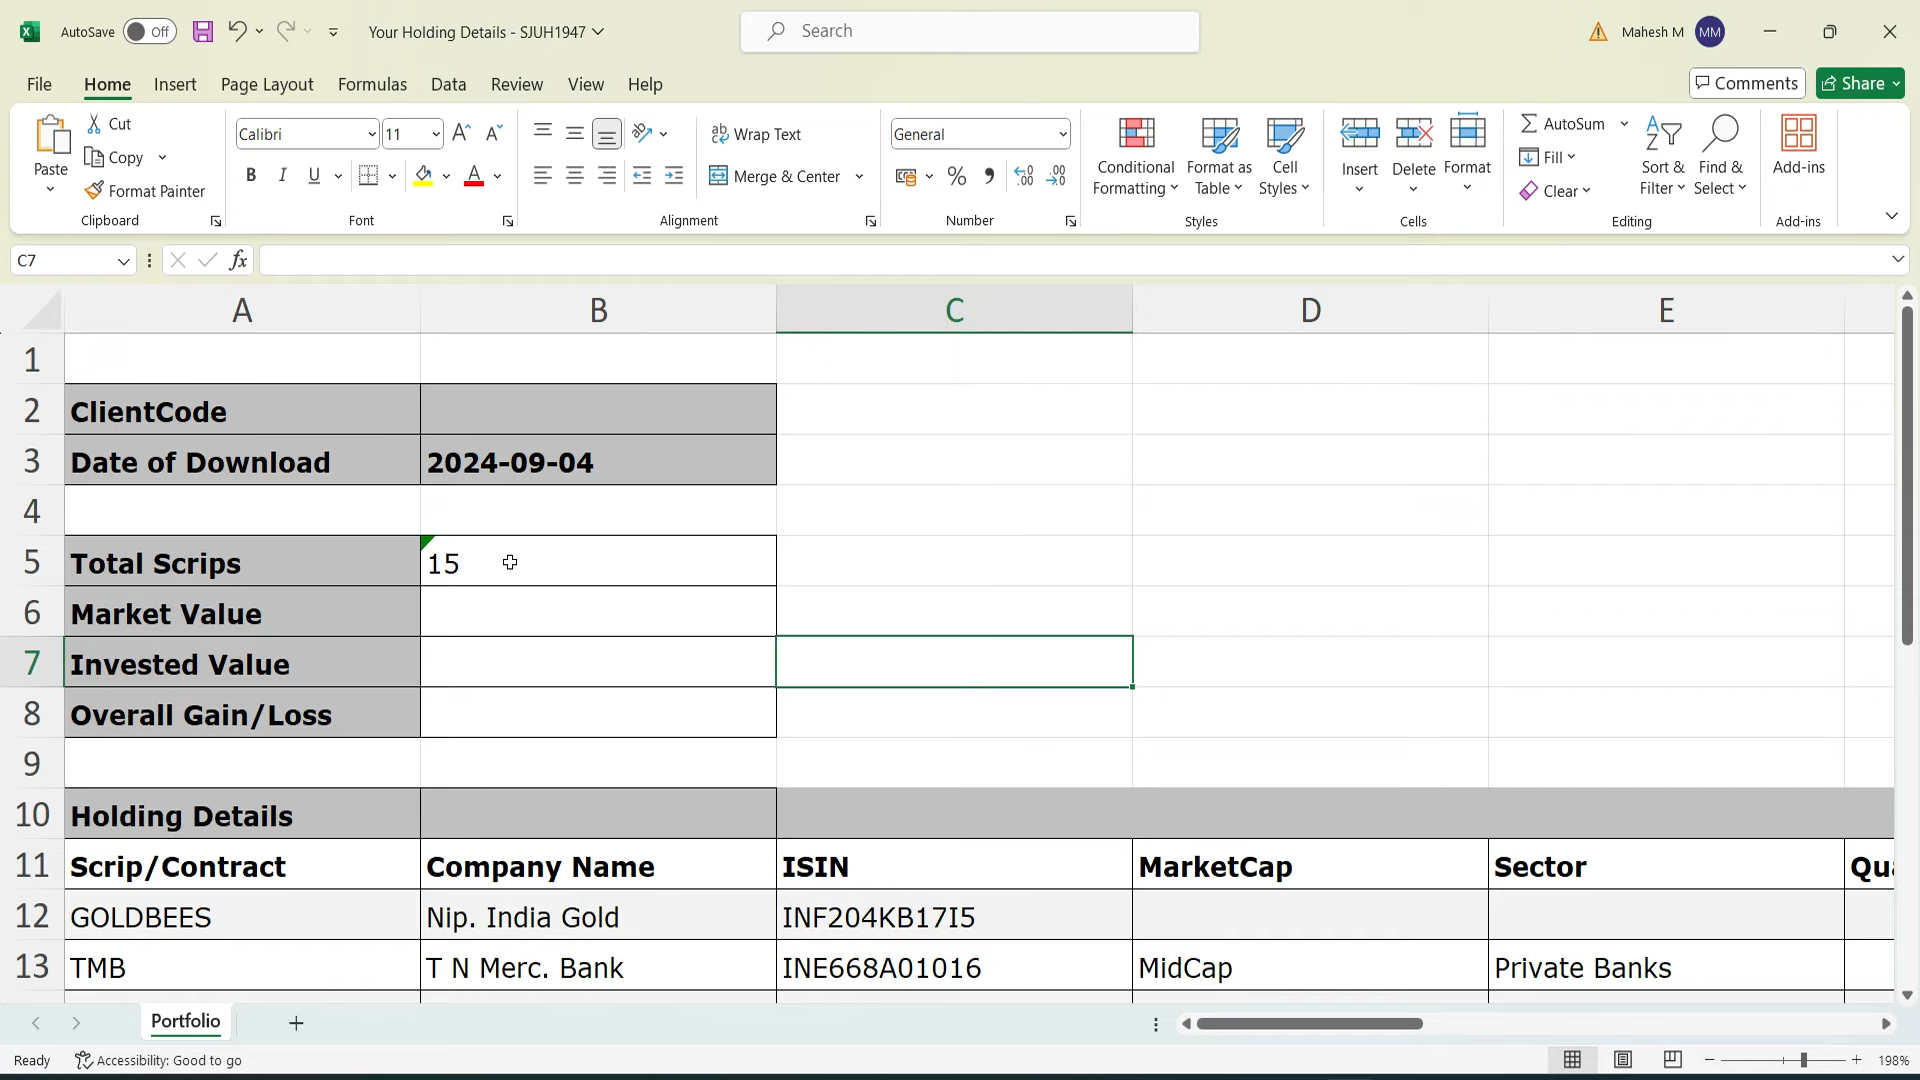 AutoSave Off Your Holding Details - SJUH1947 Search Mahesh M MM
File Home Insert Page Layout Formulas Data Review View Help Comments Share
Paste Cut Copy Format Painter Clipboard
Calibri 11 B I U A A A Font
ab Wrap Text Merge & Center Alignment
General % Number
Conditional Formatting Format as Table Cell Styles Styles
Insert Delete Format Cells
AutoSum Fill Clear Sort & Filter Find & Select Editing
Add-ins Add-ins
C7 fx
A B C D E
1
2 ClientCode
3 Date of Download 2024-09-04
4
5 Total Scrips 15
6 Market Value
7 Invested Value
8 Overall Gain/Loss
9
10 Holding Details
11 Scrip/Contract Company Name ISIN MarketCap Sector Qua
12 GOLDBEES Nip. India Gold INF204KB17I5
13 TMB T N Merc. Bank INE668A01016 MidCap Private Banks
Portfolio
Ready Accessibility: Good to go 198%